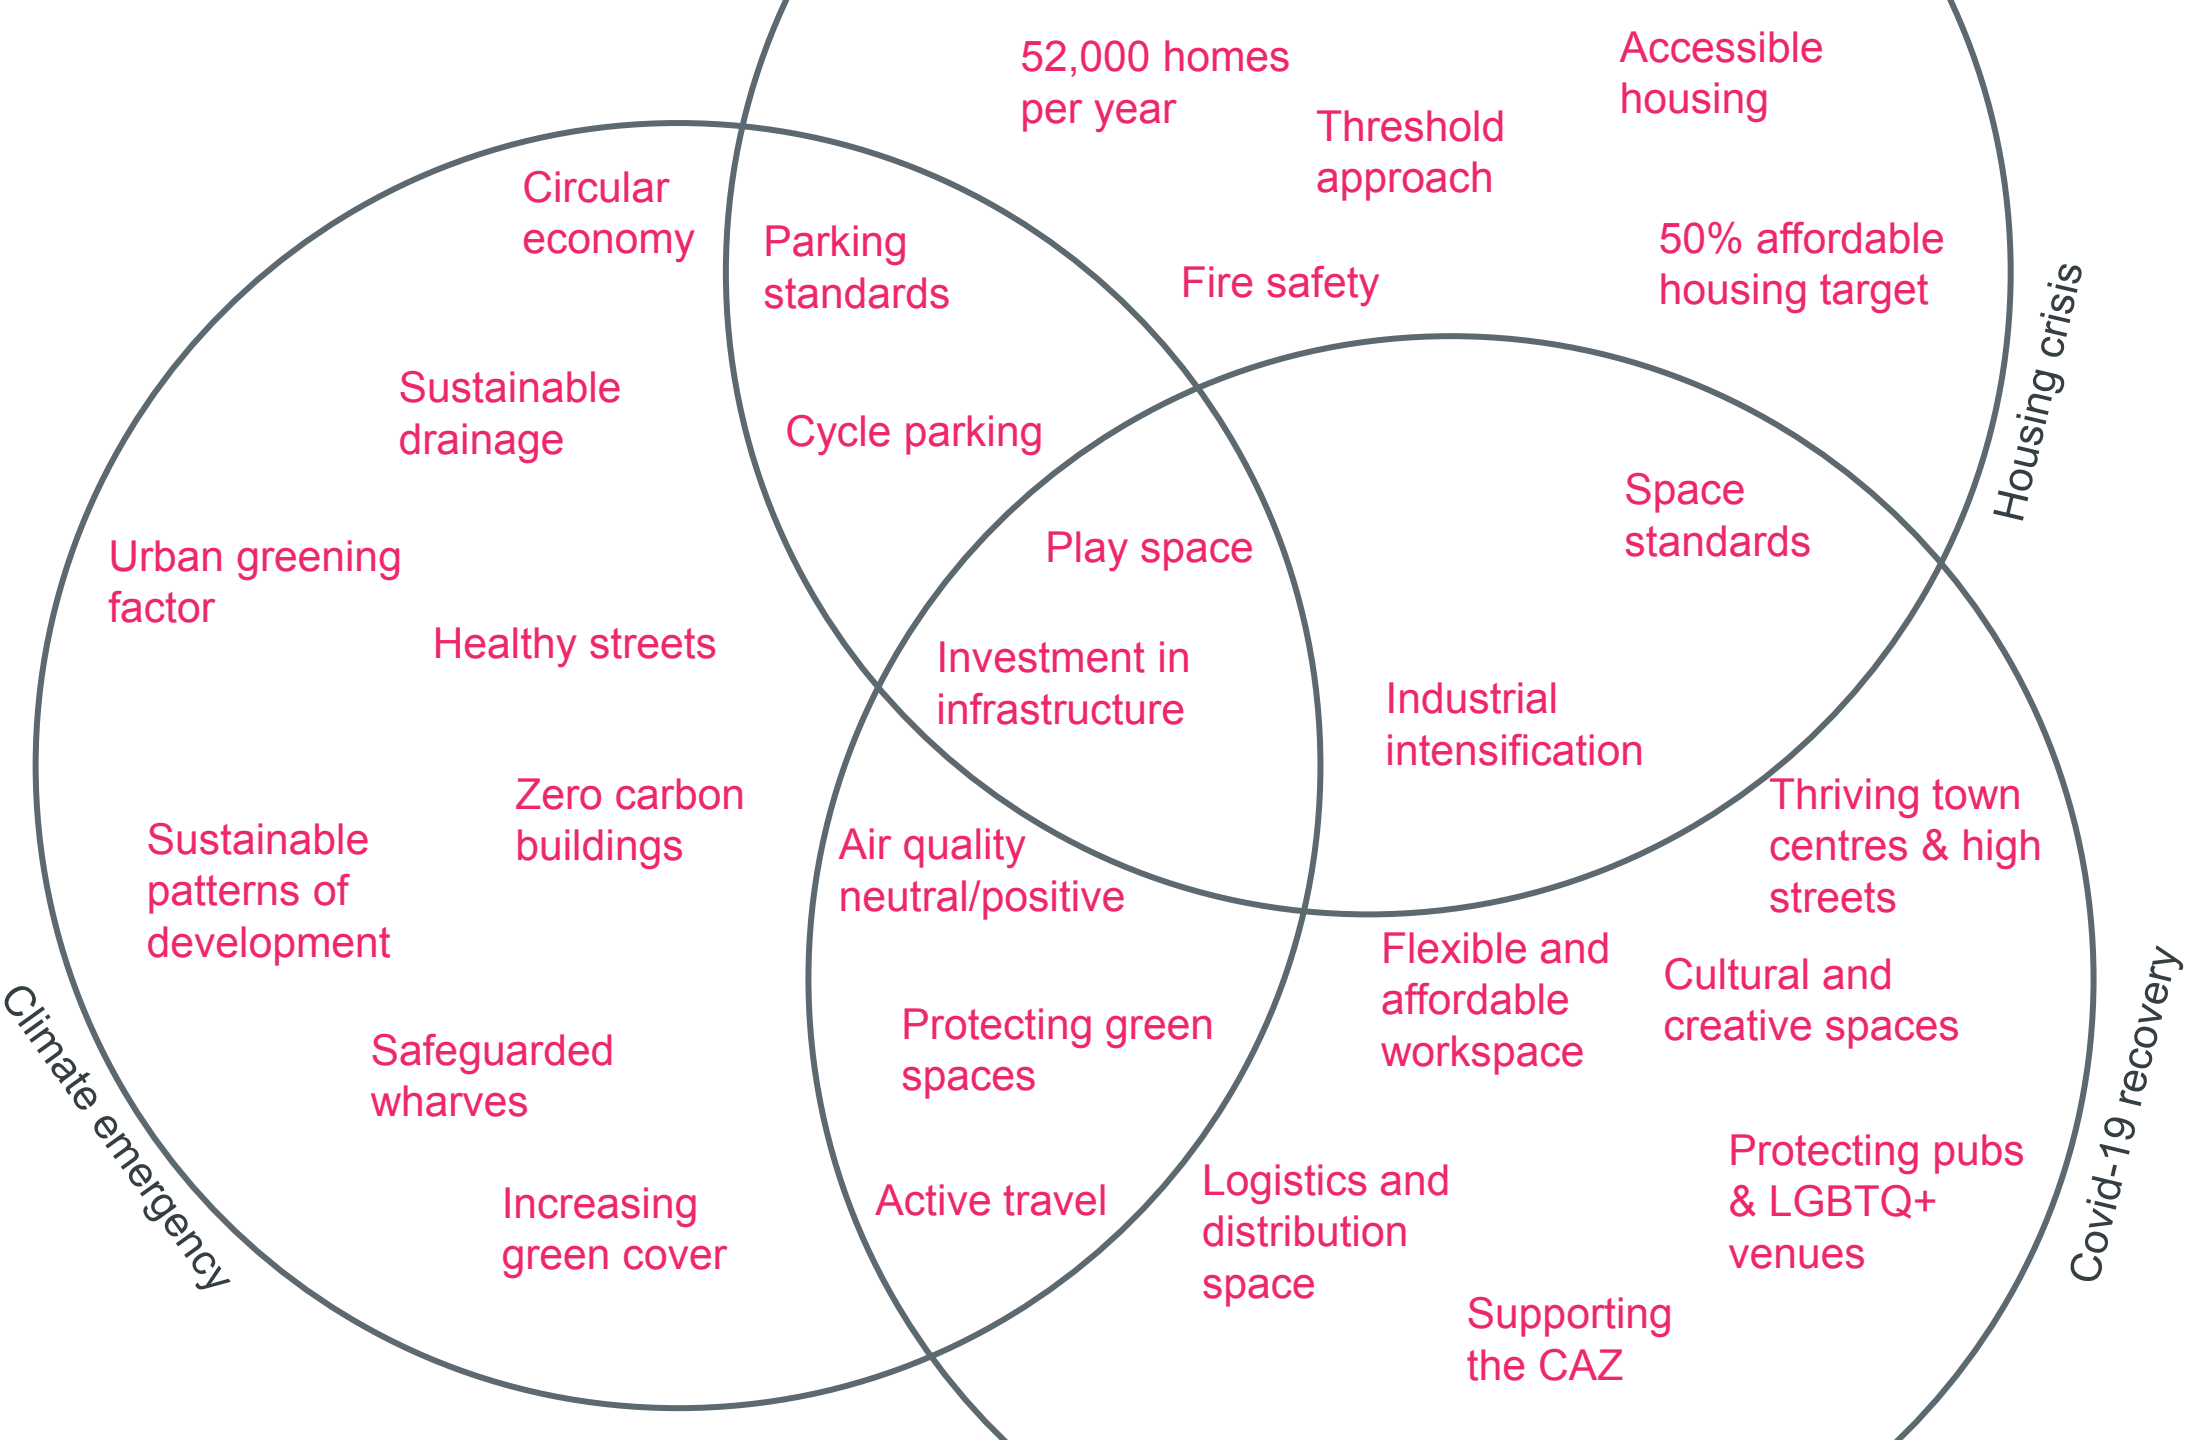 52,000 homes
per year
Accessible
housing
Threshold
approach
Circular
economy
Parking
standards
Fire safety
50% affordable
housing target
Housing crisis
Sustainable
drainage
Cycle parking
Space
standards
Urban greening
factor
Play space
Healthy streets
Investment in
infrastructure
Industrial
intensification
Zero carbon
buildings
Sustainable
patterns of
development
Air quality
neutral/positive
Thriving town
centres & high
streets
Flexible and
affordable
workspace
Cultural and
creative spaces
Climate emergency
Safeguarded
wharves
Protecting green
spaces
Covid-19 recovery
Increasing
green cover
Active travel
Logistics and
distribution
space
Protecting pubs
& LGBTQ+
venues
Supporting
the CAZ